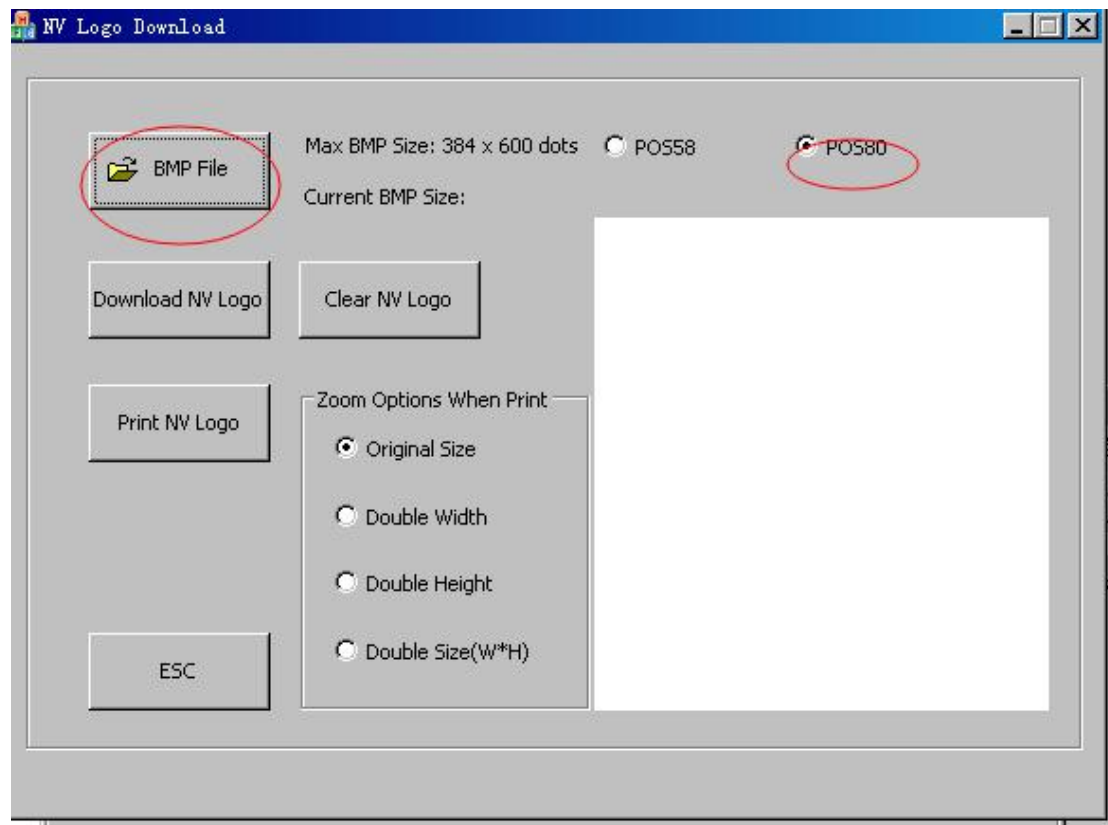 NV Logo Download
BMP File
Max BMP Size: 384 x 600 dots
POS58
POS80
Current BMP Size:
Download NV Logo
Clear NV Logo
Print NV Logo
Zoom Options When Print
Original Size
Double Width
Double Height
Double Size(W*H)
ESC